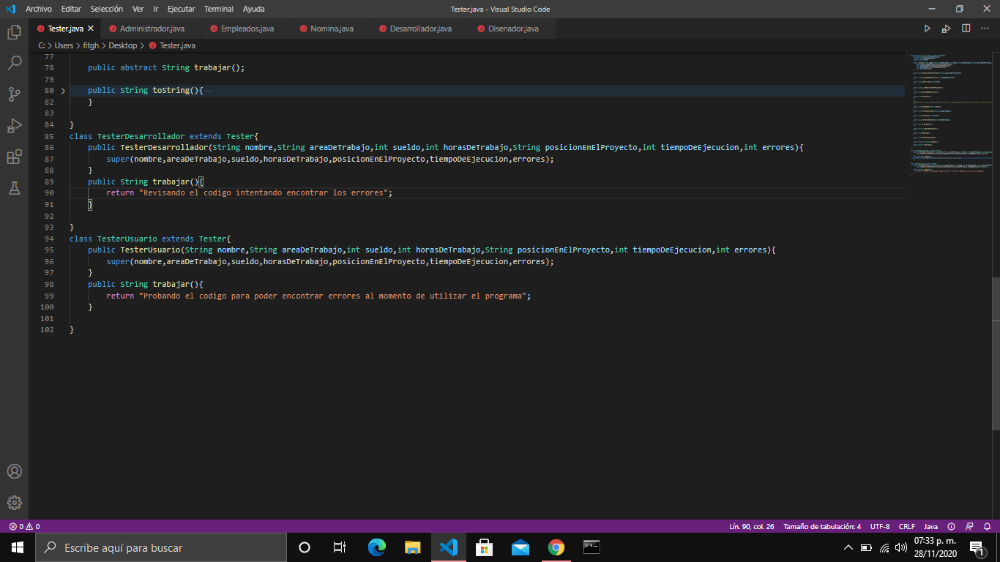 Archivo Editar Selección Ver Ir Ejecutar Terminal Ayuda Tester.java - Visual Studio Code
Tester.java Administrador.java Empleados.java Nomina.java Desarrollador.java Disenador.java
C: > Users > fitgh > Desktop > Tester.java
77
78 public abstract String trabajar();
79
80 public String toString(){ ···
82 }
83
84 }
85 class TesterDesarrollador extends Tester{
86 public TesterDesarrollador(String nombre,String areaDeTrabajo,int sueldo,int horasDeTrabajo,String posicionEnElProyecto,int tiempoDeEjecucion,int errores){
87 super(nombre,areaDeTrabajo,sueldo,horasDeTrabajo,posicionEnElProyecto,tiempoDeEjecucion,errores);
88 }
89 public String trabajar(){
90 return "Revisando el codigo intentando encontrar los errores";
91 }
92
93 }
94 class TesterUsuario extends Tester{
95 public TesterUsuario(String nombre,String areaDeTrabajo,int sueldo,int horasDeTrabajo,String posicionEnElProyecto,int tiempoDeEjecucion,int errores){
96 super(nombre,areaDeTrabajo,sueldo,horasDeTrabajo,posicionEnElProyecto,tiempoDeEjecucion,errores);
97 }
98 public String trabajar(){
99 return "Probando el codigo para poder encontrar errores al momento de utilizar el programa";
100 }
101
102 }
0 0 Lín. 90, col. 26 Tamaño de tabulación: 4 UTF-8 CRLF Java
Escribe aquí para buscar
07:33 p. m.
28/11/2020
1